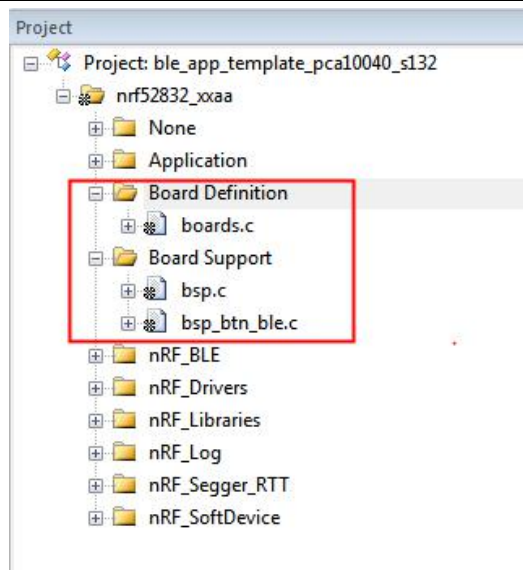 Project
Project: ble_app_template_pca10040_s132
nrf52832_xxaa
None
Application
Board Definition
boards.c
Board Support
bsp.c
bsp_btn_ble.c
nRF_BLE
nRF_Drivers
nRF_Libraries
nRF_Log
nRF_Segger_RTT
nRF_SoftDevice